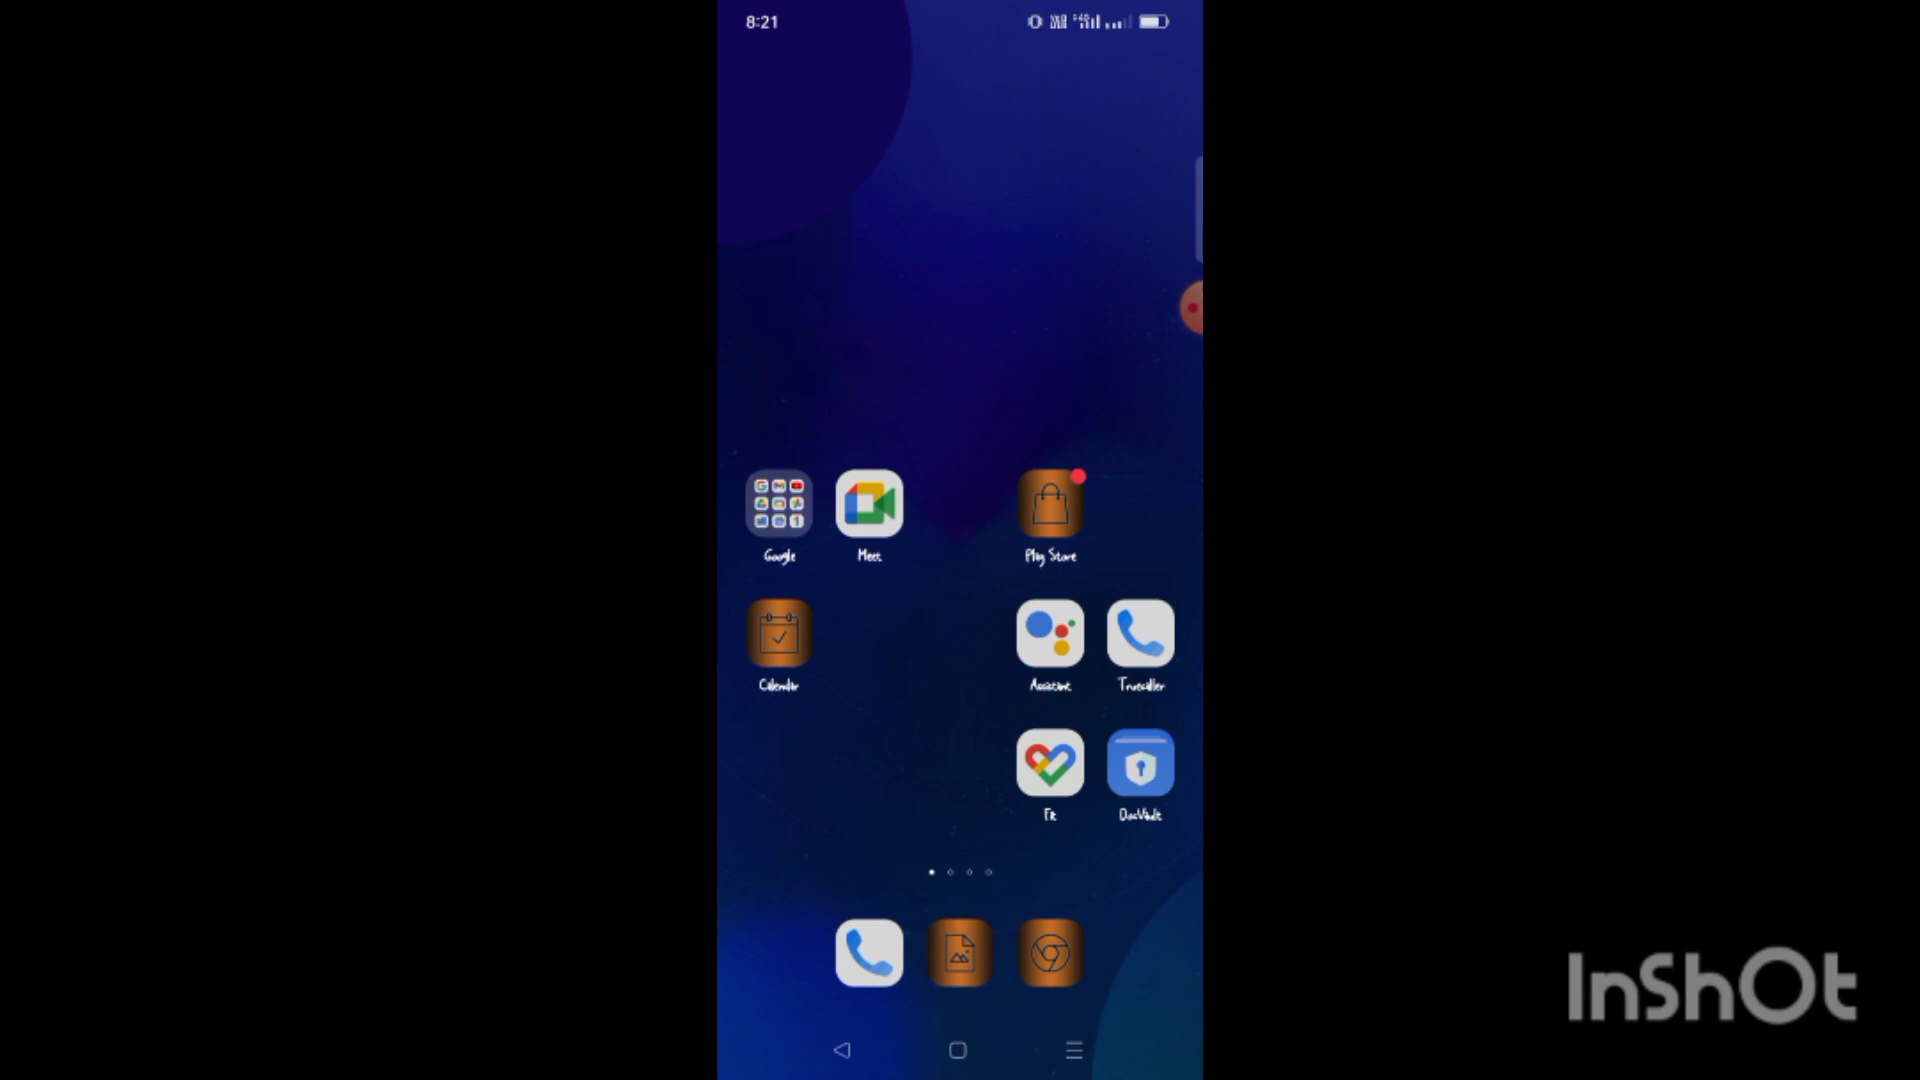 8:21
Google Meet Play Store
Calendar Assistant Truecaller
Fit DocVault
InShOt